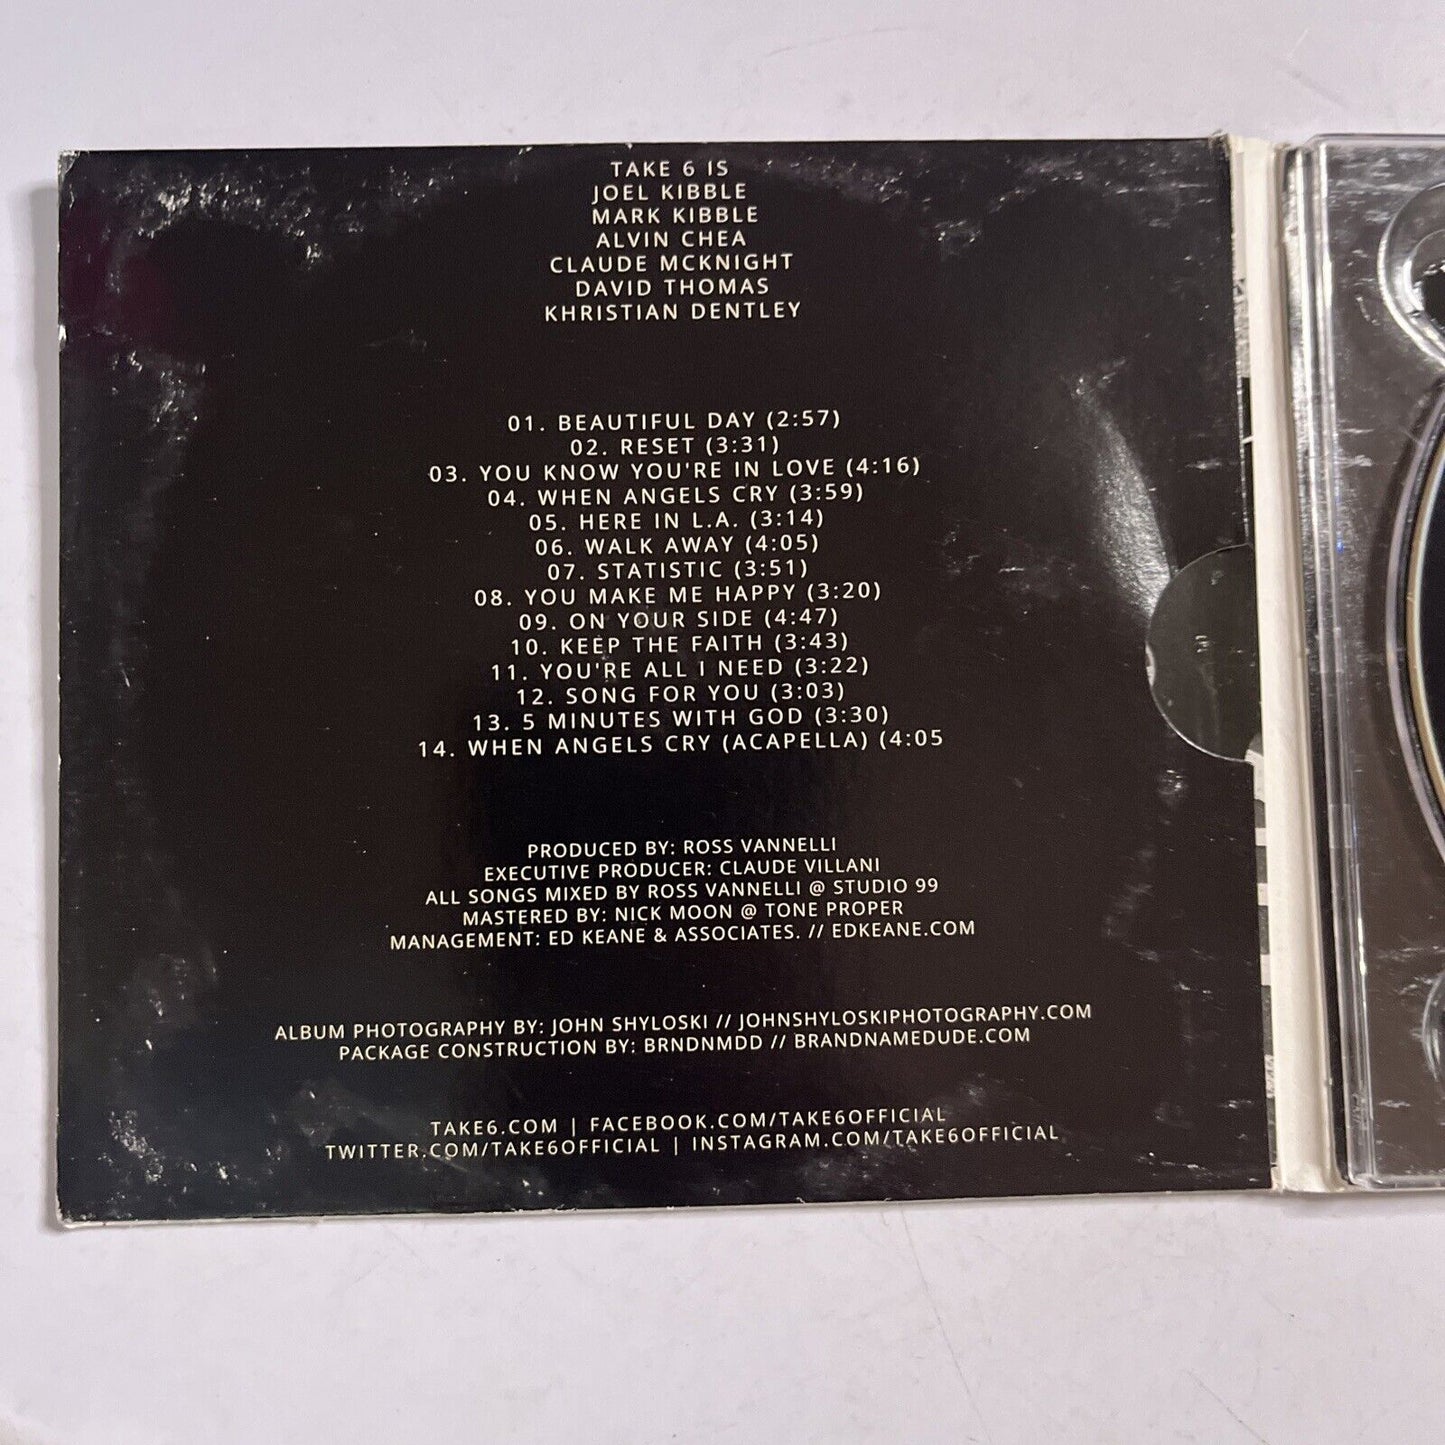 TAKE 6 IS
JOEL KIBBLE
MARK KIBBLE
ALVIN CHEA
CLAUDE MCKNIGHT
DAVID THOMAS
KHRISTIAN DENTLEY
01. BEAUTIFUL DAY (2:57)
02. RESET (3:31)
03. YOU KNOW YOU'RE IN LOVE (4:16)
04. WHEN ANGELS CRY (3:59)
05. HERE IN L.A. (3:14)
06. WALK AWAY (4:05)
07. STATISTIC (3:51)
08. YOU MAKE ME HAPPY (3:20)
09. ON YOUR SIDE (4:47)
10. KEEP THE FAITH (3:43)
11. YOU'RE ALL I NEED (3:22)
12. SONG FOR YOU (3:03)
13. 5 MINUTES WITH GOD (3:30)
14. WHEN ANGELS CRY (ACAPELLA) (4:05
PRODUCED BY: ROSS VANNELLI
EXECUTIVE PRODUCER: CLAUDE VILLANI
ALL SONGS MIXED BY ROSS VANNELLI @ STUDIO 99
MASTERED BY: NICK MOON @ TONE PROPER
MANAGEMENT: ED KEANE & ASSOCIATES. // EDKEANE.COM
ALBUM PHOTOGRAPHY BY: JOHN SHYLOSKI // JOHNSHYLOSKIPHOTOGRAPHY.COM
PACKAGE CONSTRUCTION BY: BRNDNMDD // BRANDNAMEDUDE.COM
TAKE6.COM | FACEBOOK.COM/TAKE6OFFICIAL
TWITTER.COM/TAKE6OFFICIAL | INSTAGRAM.COM/TAKE6OFFICIAL